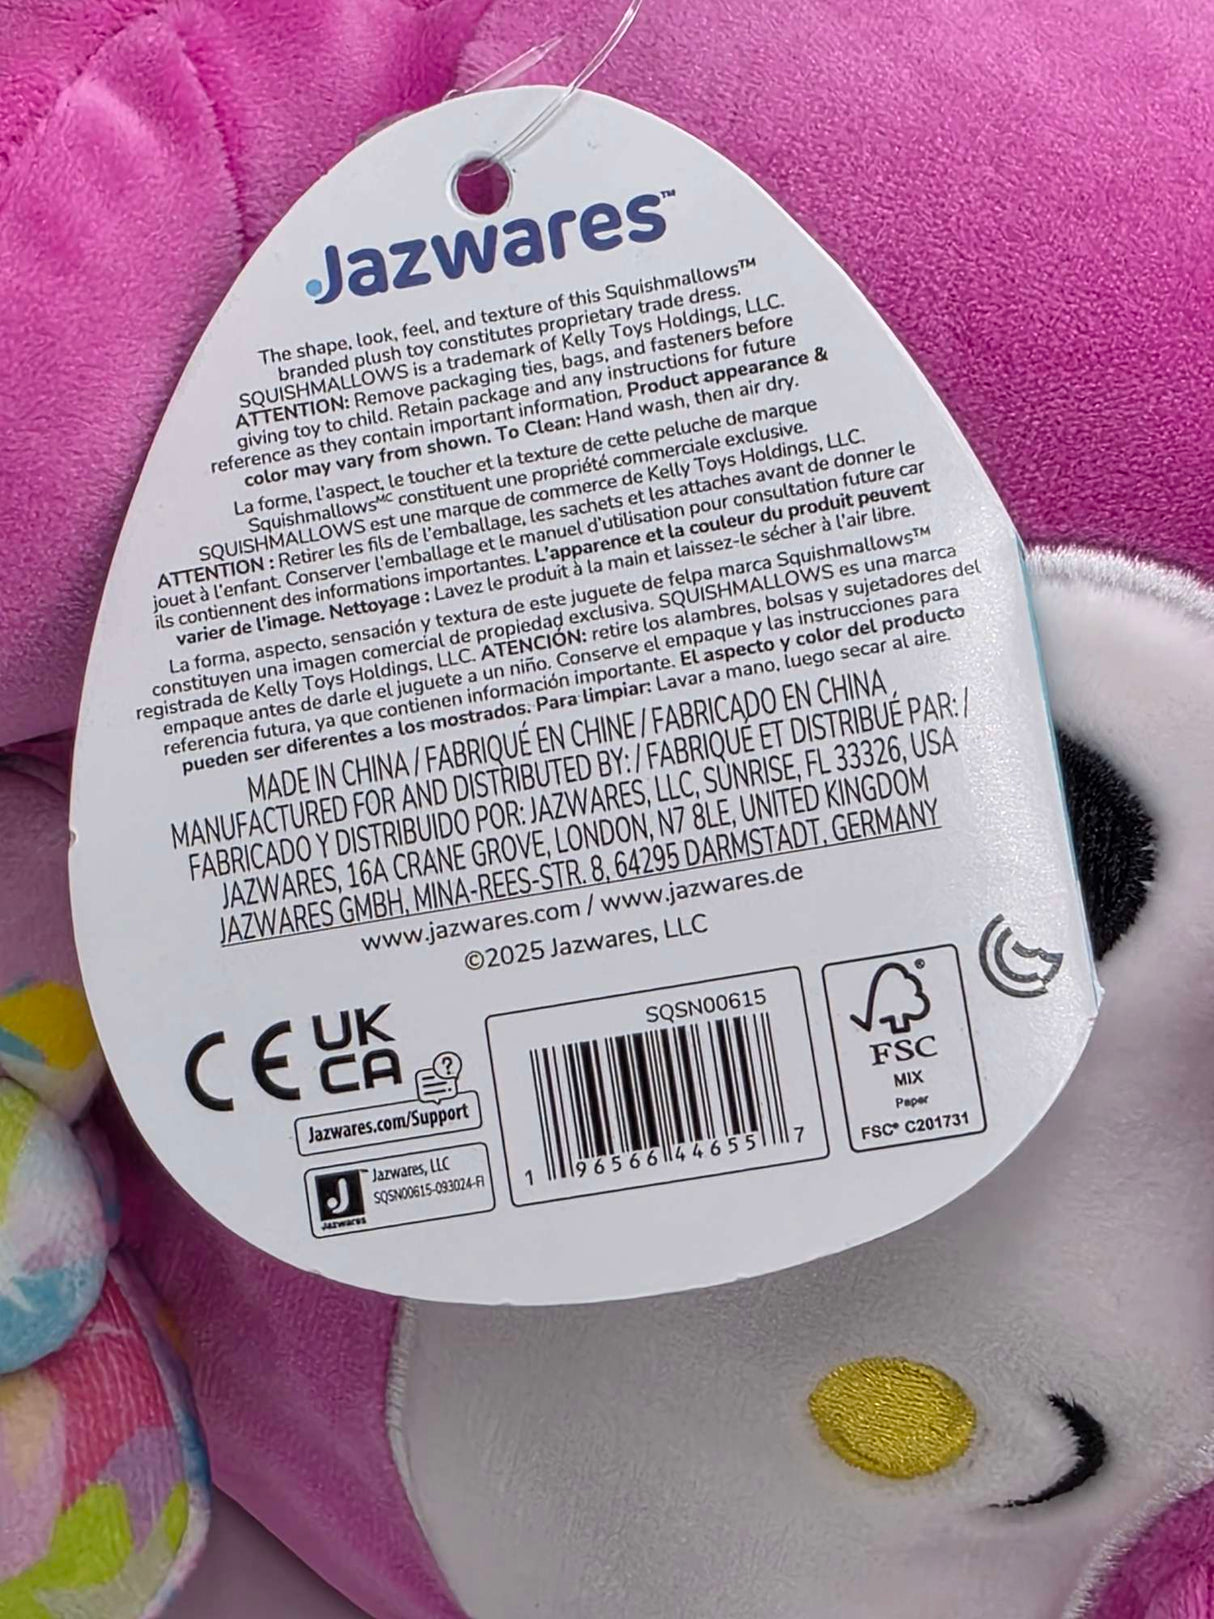 Jazwares™
The shape, look, feel, and texture of this Squishmallows™
branded plush toy constitutes proprietary trade dress.
SQUISHMALLOWS is a trademark of Kelly Toys Holdings, LLC.
ATTENTION: Remove packaging ties, bags, and fasteners before
giving toy to child. Retain package and any instructions for future
reference as they contain important information. Product appearance &
color may vary from shown. To Clean: Hand wash, then air dry.
La forme, l'aspect, le toucher et la texture de cette peluche de marque
Squishmallows MC constituent une propriété commerciale exclusive.
SQUISHMALLOWS est une marque de commerce de Kelly Toys Holdings, LLC.
ATTENTION : Retirer les fils de l'emballage, les sachets et les attaches avant de donner le
jouet à l'enfant. Conserver l'emballage et le manuel d'utilisation pour consultation future car
ils contiennent des informations importantes. L'apparence et la couleur du produit peuvent
varier de l'image. Nettoyage : Lavez le produit à la main et laissez-le sécher à l'air libre.
La forma, aspecto, sensación y textura de este juguete de felpa marca Squishmallows™
constituyen una imagen comercial de propiedad exclusiva. SQUISHMALLOWS es una marca
registrada de Kelly Toys Holdings, LLC. ATENCIÓN: retire los alambres, bolsas y sujetadores del
empaque antes de darle el juguete a un niño. Conserve el empaque y las instrucciones para
referencia futura, ya que contienen información importante. El aspecto y color del producto
pueden ser diferentes a los mostrados. Para limpiar: Lavar a mano, luego secar al aire.
MADE IN CHINA / FABRIQUÉ EN CHINE / FABRICADO EN CHINA
MANUFACTURED FOR AND DISTRIBUTED BY: / FABRIQUÉ ET DISTRIBUÉ PAR: /
FABRICADO Y DISTRIBUIDO POR: JAZWARES, LLC, SUNRISE, FL 33326, USA
JAZWARES, 16A CRANE GROVE, LONDON, N7 8LE, UNITED KINGDOM
JAZWARES GMBH, MINA-REES-STR. 8, 64295 DARMSTADT, GERMANY
www.jazwares.com / www.jazwares.de
©2025 Jazwares, LLC
CE UK
CA
?
Jazwares.com/Support
J
Jazwares
Jazwares, LLC
SQSN00615-093024-FI
SQSN00615
1 96566 44655 7
®
FSC
MIX
Paper
FSC® C201731